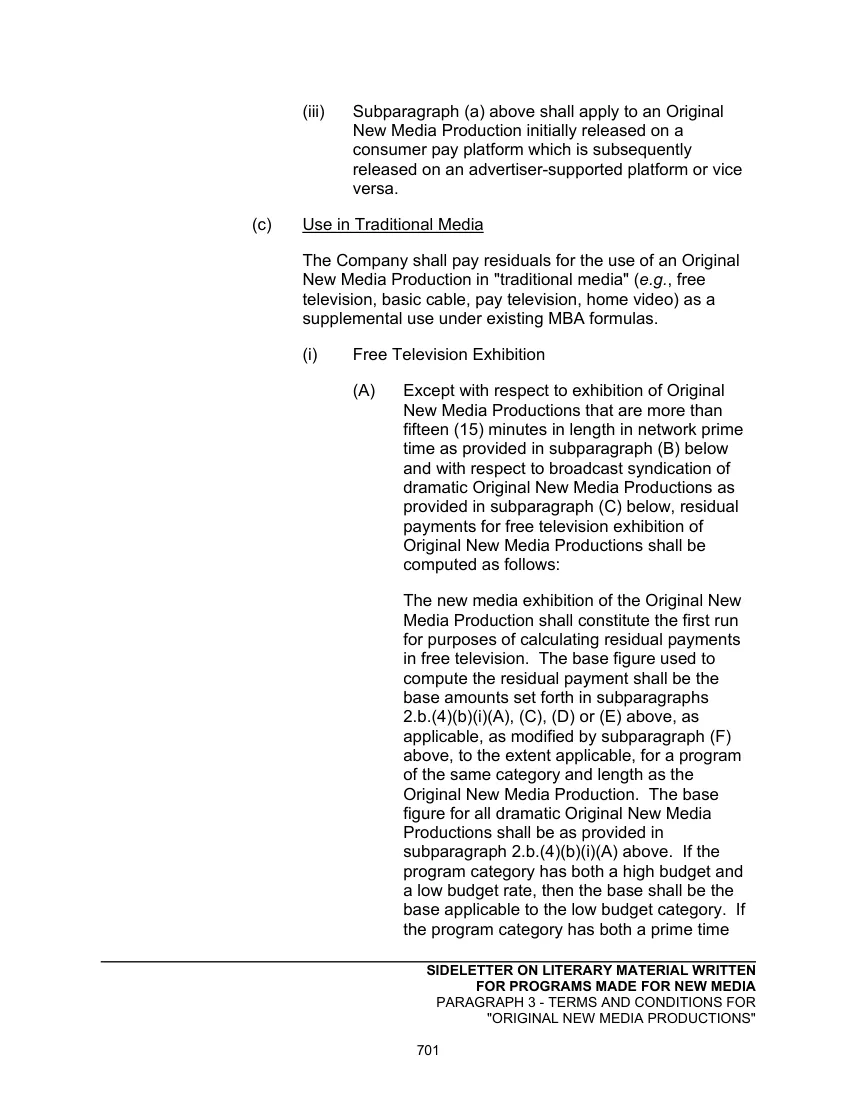 (iii) Subparagraph (a) above shall apply to an Original
New Media Production initially released on a
consumer pay platform which is subsequently
released on an advertiser-supported platform or vice
versa.
(c) Use in Traditional Media
The Company shall pay residuals for the use of an Original
New Media Production in "traditional media" (e.g., free
television, basic cable, pay television, home video) as a
supplemental use under existing MBA formulas.
(i) Free Television Exhibition
(A) Except with respect to exhibition of Original
New Media Productions that are more than
fifteen (15) minutes in length in network prime
time as provided in subparagraph (B) below
and with respect to broadcast syndication of
dramatic Original New Media Productions as
provided in subparagraph (C) below, residual
payments for free television exhibition of
Original New Media Productions shall be
computed as follows:
The new media exhibition of the Original New
Media Production shall constitute the first run
for purposes of calculating residual payments
in free television. The base figure used to
compute the residual payment shall be the
base amounts set forth in subparagraphs
2.b.(4)(b)(i)(A), (C), (D) or (E) above, as
applicable, as modified by subparagraph (F)
above, to the extent applicable, for a program
of the same category and length as the
Original New Media Production. The base
figure for all dramatic Original New Media
Productions shall be as provided in
subparagraph 2.b.(4)(b)(i)(A) above. If the
program category has both a high budget and
a low budget rate, then the base shall be the
base applicable to the low budget category. If
the program category has both a prime time
SIDELETTER ON LITERARY MATERIAL WRITTEN
FOR PROGRAMS MADE FOR NEW MEDIA
PARAGRAPH 3 - TERMS AND CONDITIONS FOR
"ORIGINAL NEW MEDIA PRODUCTIONS"
701